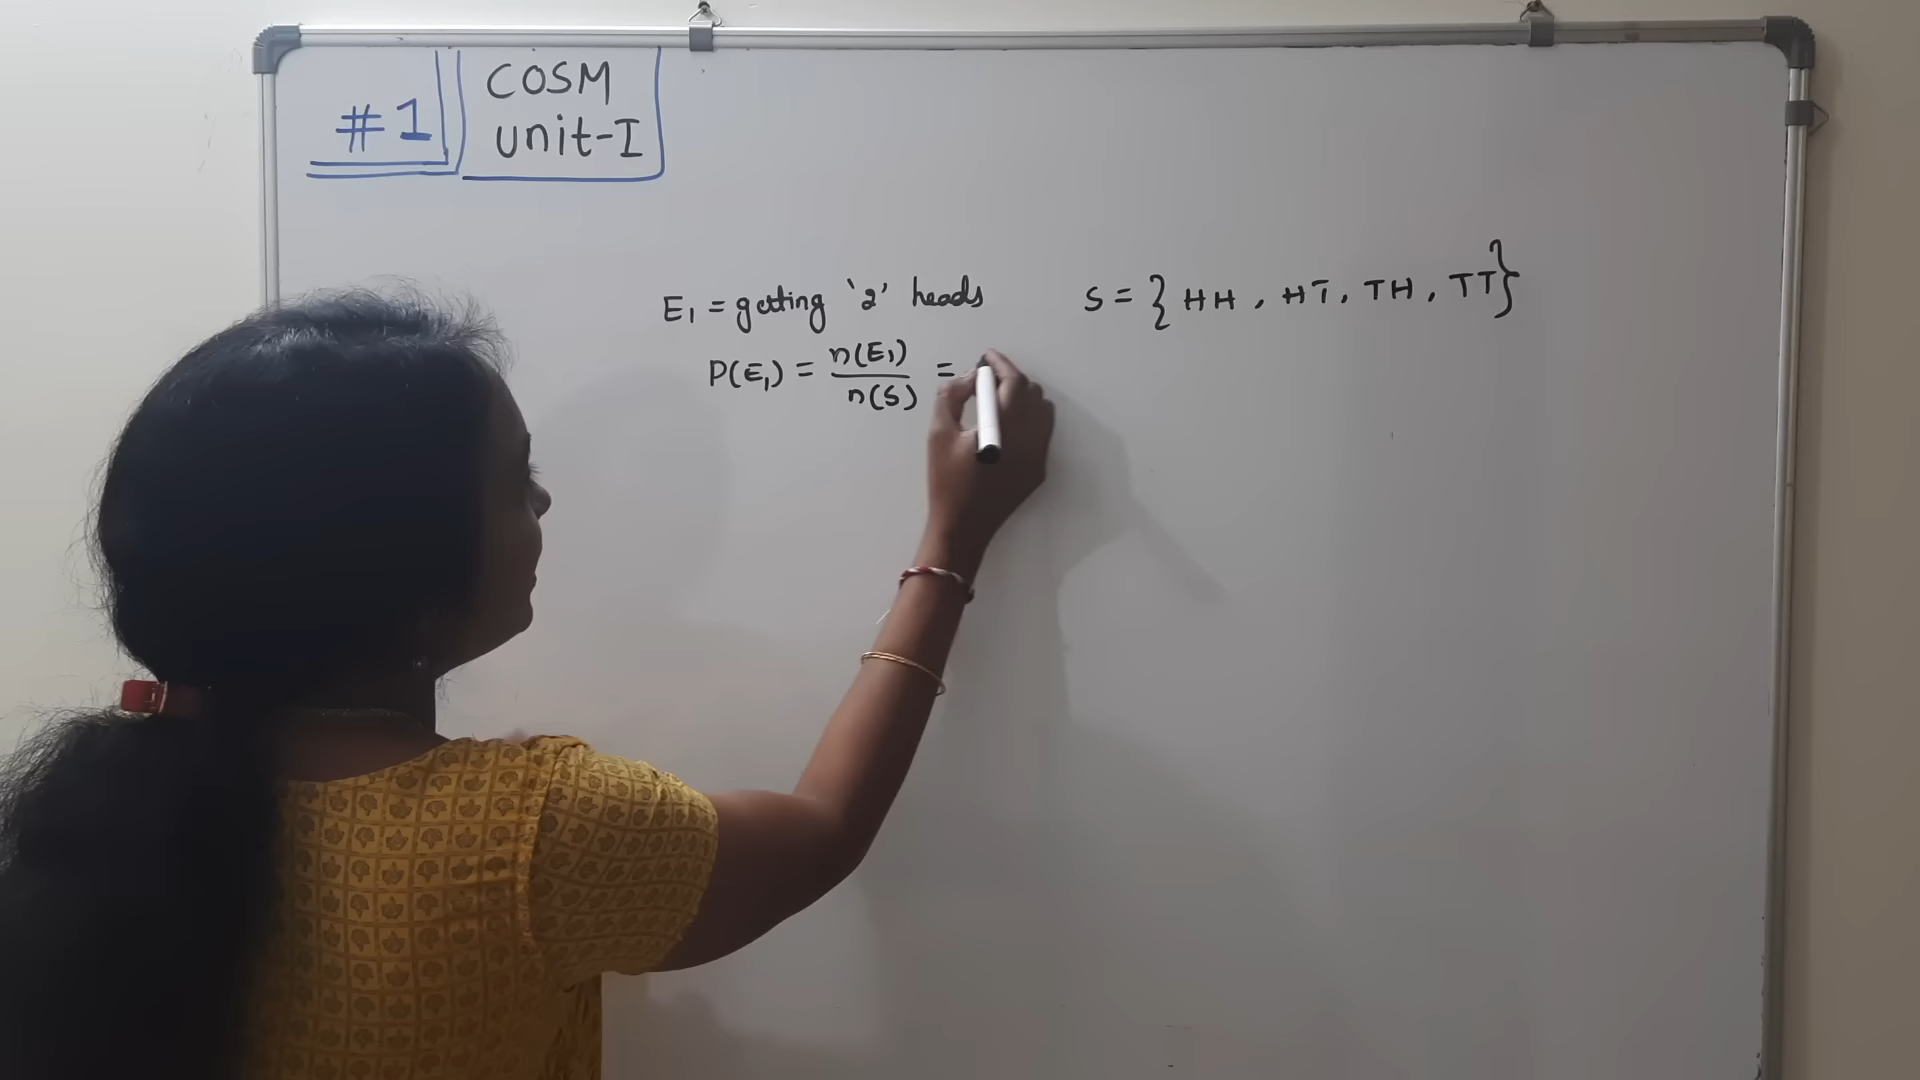 #1
COSM
unit-I
E₁ = getting '2' heads
S = { HH , HT, TH, TT}
P(E₁) = n(E₁)/n(S) =